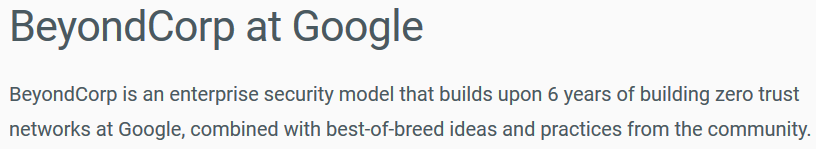 BeyondCorp at Google
BeyondCorp is an enterprise security model that builds upon 6 years of building zero trust
networks at Google, combined with best-of-breed ideas and practices from the community.